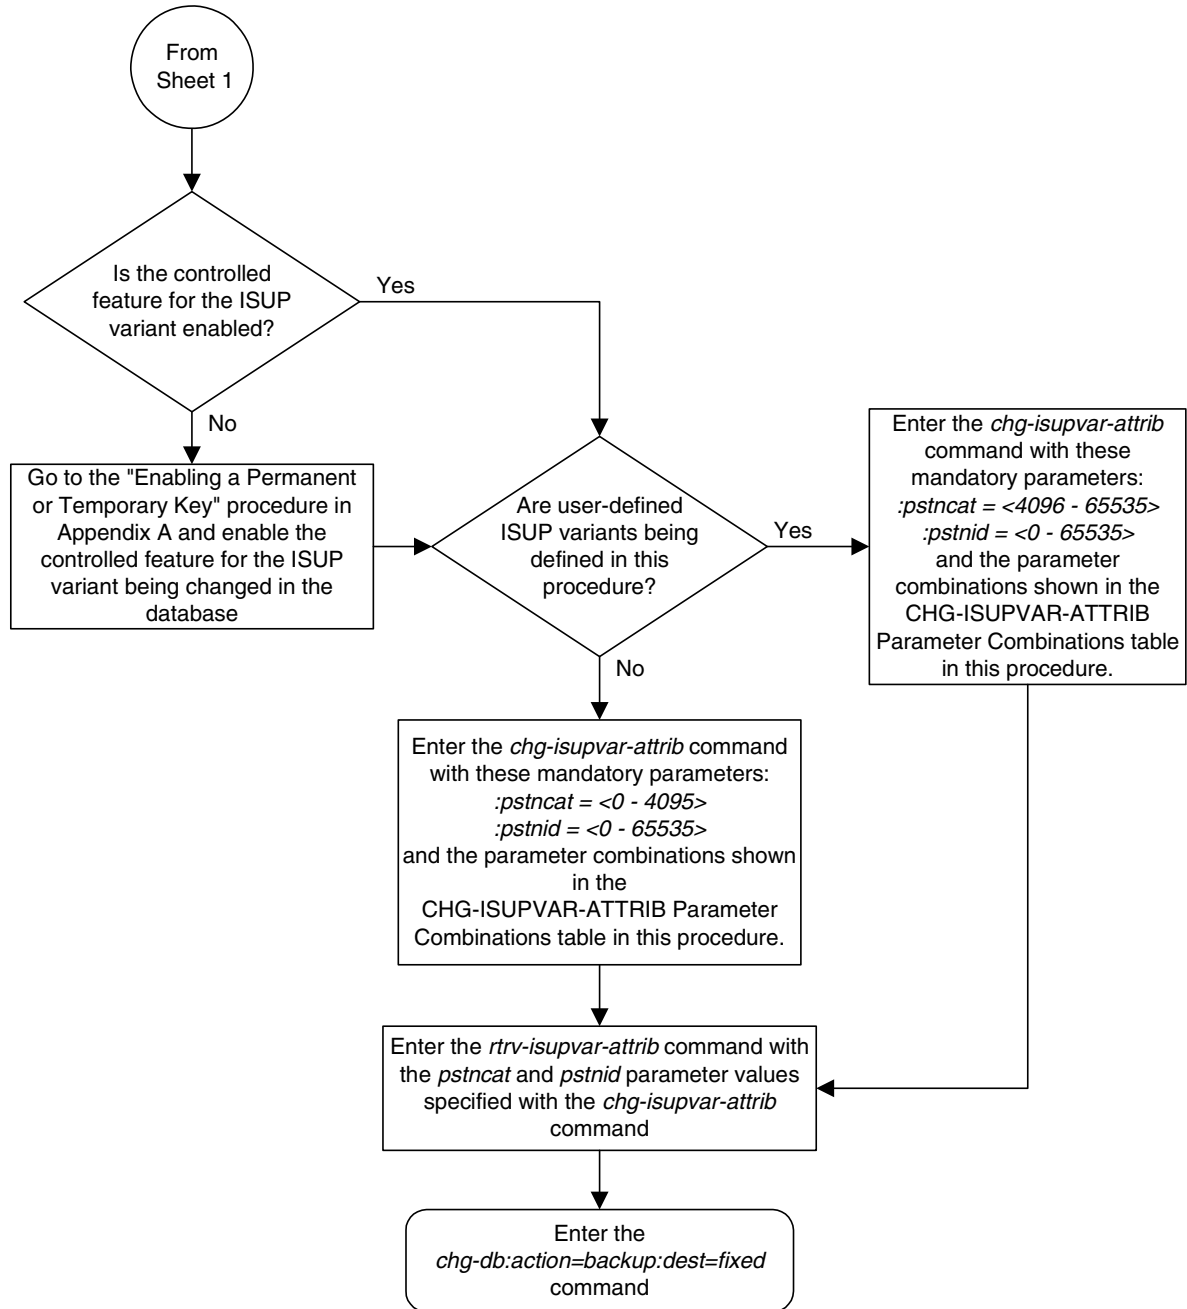 From
Sheet 1
Is the controlled
feature for the ISUP
variant enabled?
Yes
No
Go to the "Enabling a Permanent
or Temporary Key" procedure in
Appendix A and enable the
controlled feature for the ISUP
variant being changed in the
database
Are user-defined
ISUP variants being
defined in this
procedure?
Yes
No
Enter the chg-isupvar-attrib
command with these
mandatory parameters:
:pstncat = <4096 - 65535>
:pstnid = <0 - 65535>
and the parameter
combinations shown in the
CHG-ISUPVAR-ATTRIB
Parameter Combinations table
in this procedure.
Enter the chg-isupvar-attrib command
with these mandatory parameters:
:pstncat = <0 - 4095>
:pstnid = <0 - 65535>
and the parameter combinations shown
in the
CHG-ISUPVAR-ATTRIB Parameter
Combinations table in this procedure.
Enter the rtrv-isupvar-attrib command with
the pstncat and pstnid parameter values
specified with the chg-isupvar-attrib
command
Enter the
chg-db:action=backup:dest=fixed
command